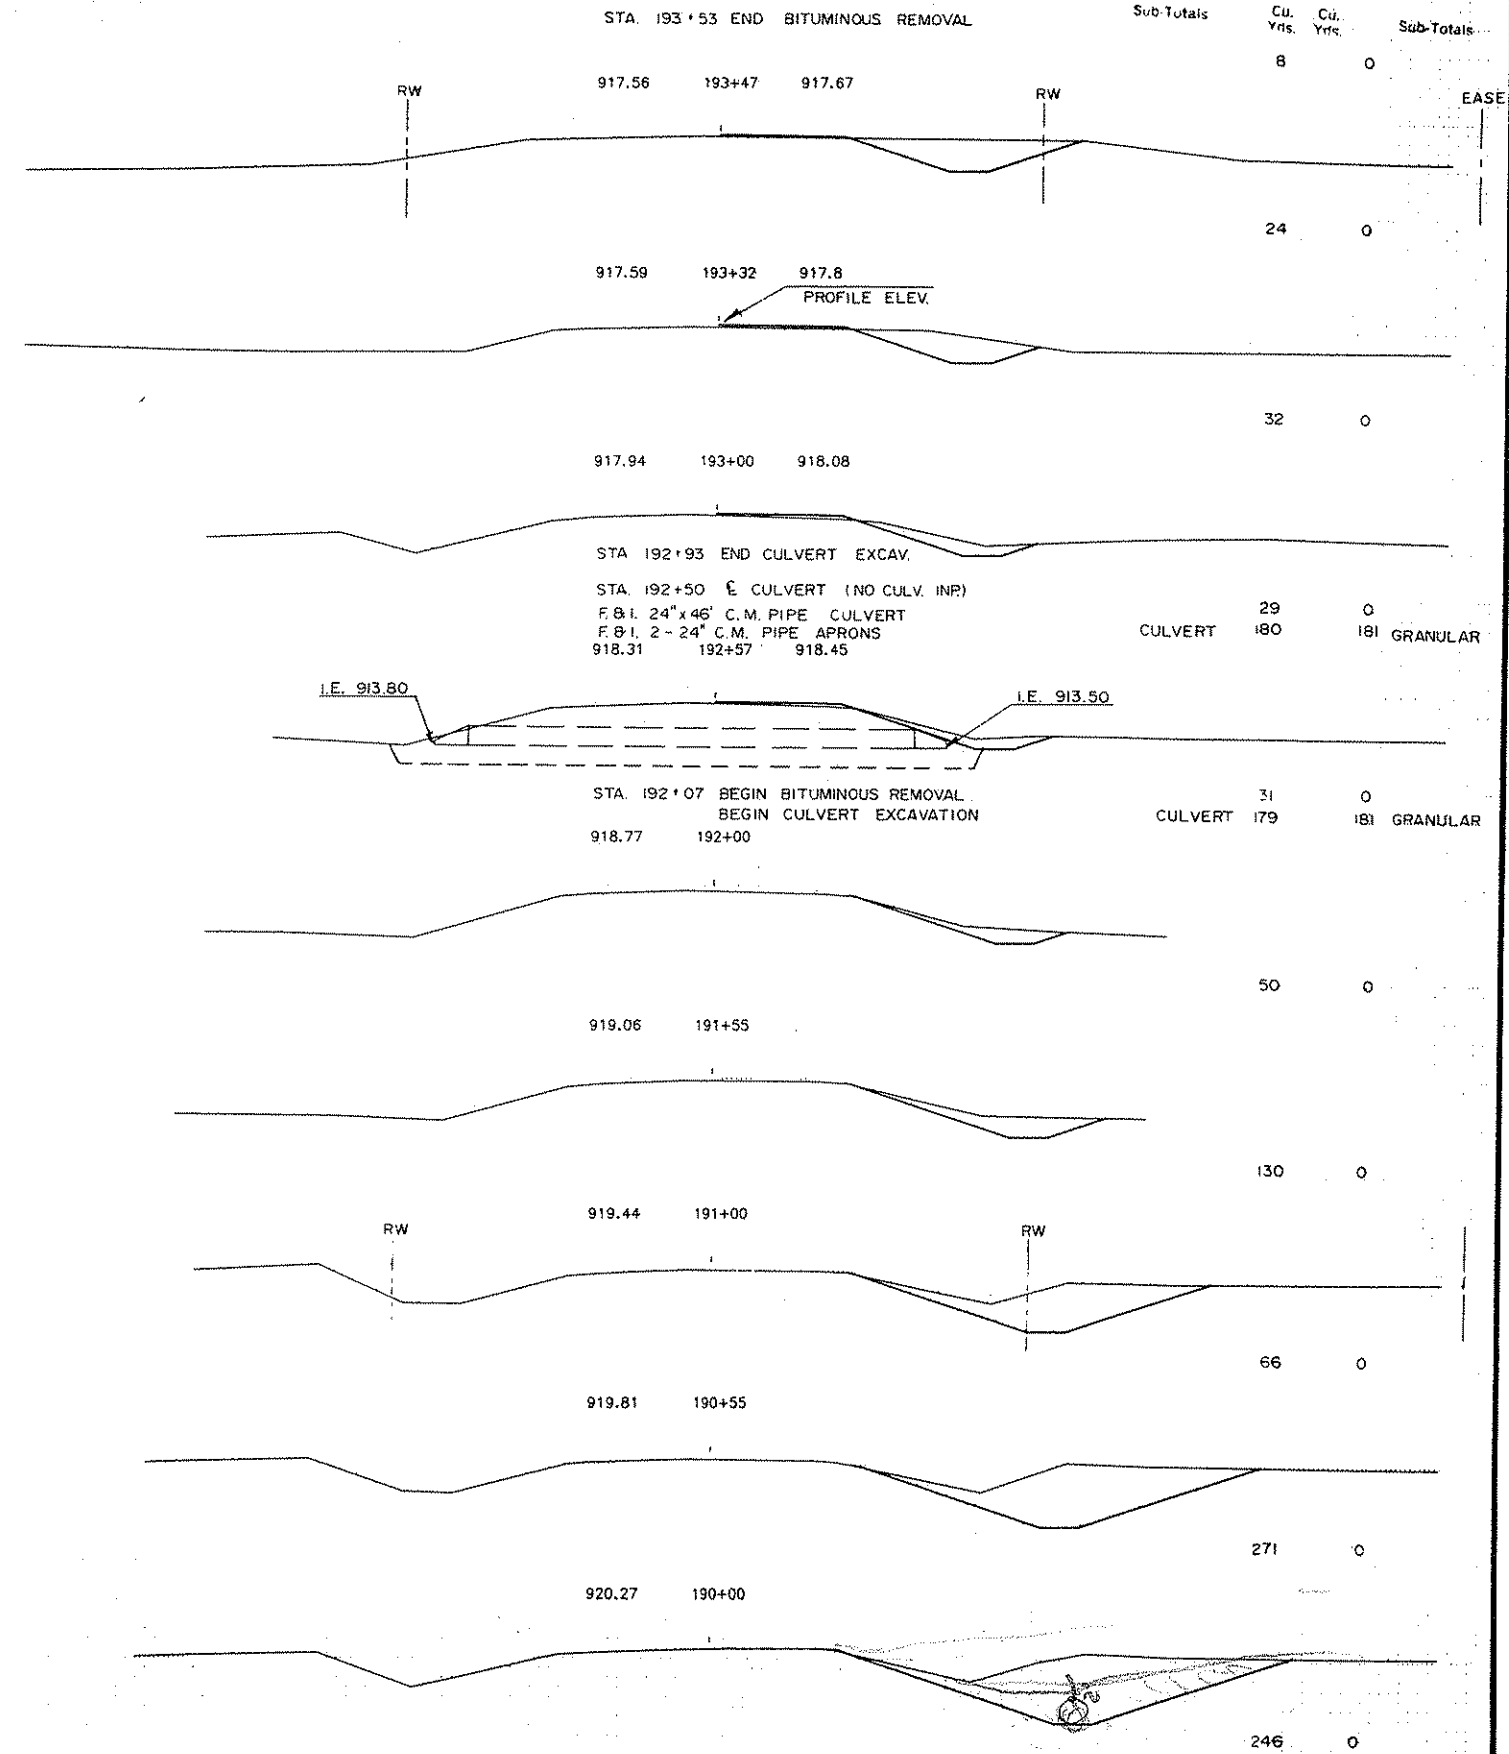 STA. 193+53 END BITUMINOUS REMOVAL
Sub-Totals Cu. Yds. Cu. Yds. Sub-Totals
8 0
917.56 193+47 917.67
RW RW EASE
24 0
917.59 193+32 917.8
PROFILE ELEV.
32 0
917.94 193+00 918.08
STA 192+93 END CULVERT EXCAV.
STA. 192+50 ℄ CULVERT (NO CULV. INP.)
F. & I. 24" x 46' C.M. PIPE CULVERT 29 0
F. & I. 2 - 24" C.M. PIPE APRONS CULVERT 180 181 GRANULAR
918.31 192+57 918.45
I.E. 913.80 I.E. 913.50
STA. 192+07 BEGIN BITUMINOUS REMOVAL 31 0
BEGIN CULVERT EXCAVATION CULVERT 179 181 GRANULAR
918.77 192+00
50 0
919.06 191+55
130 0
919.44 191+00
RW RW
66 0
919.81 190+55
271 0
920.27 190+00
246 0